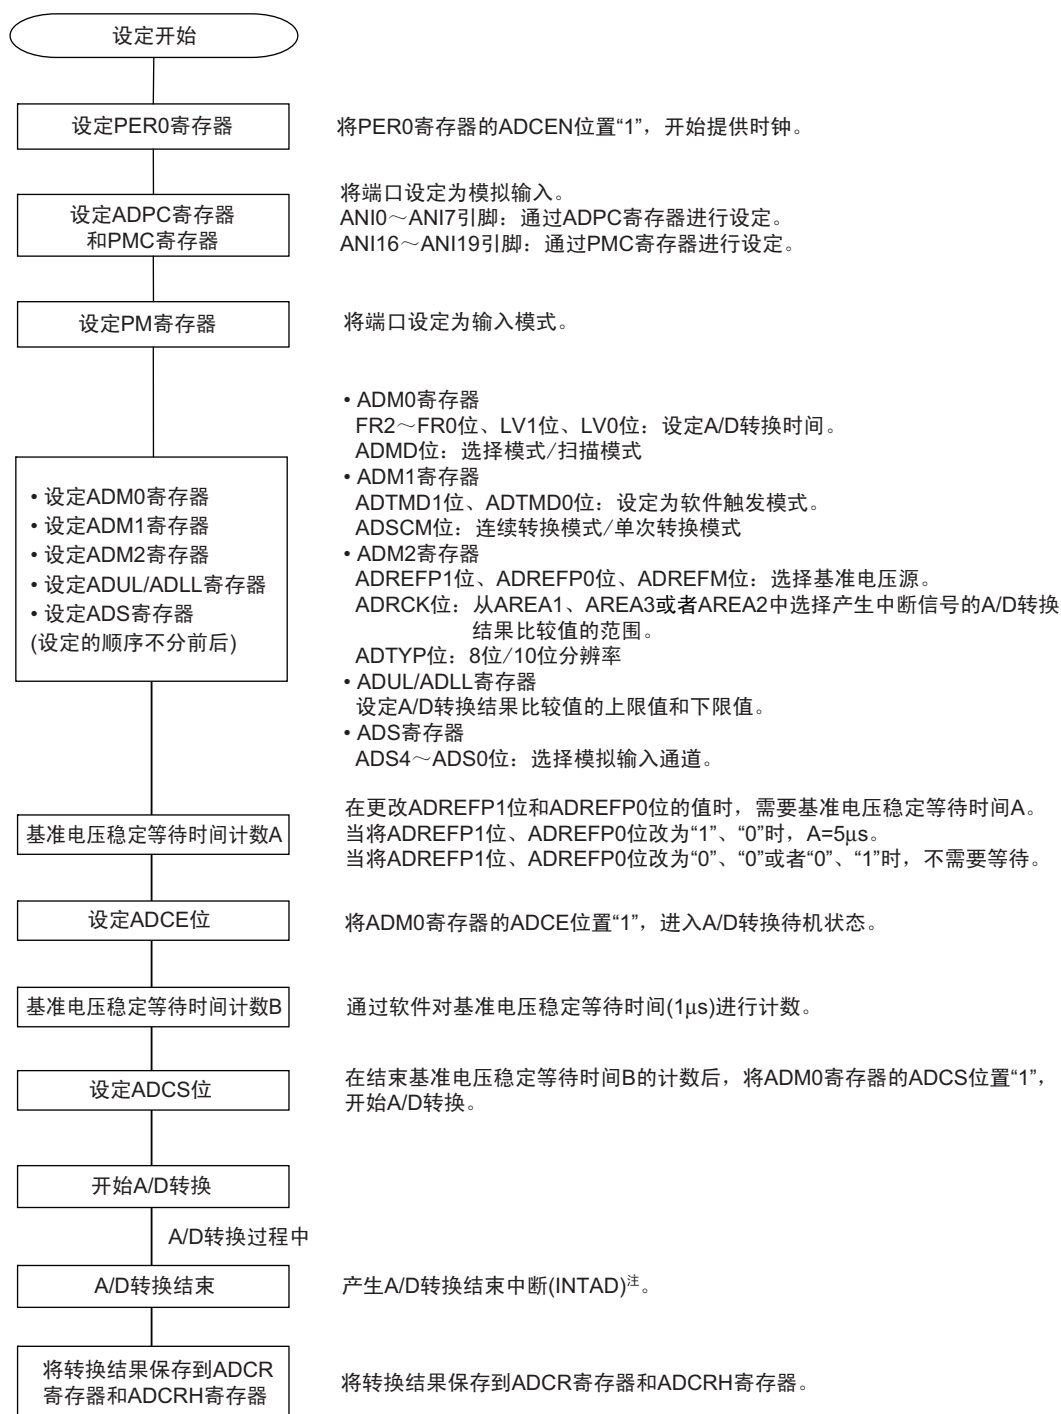 设定开始
设定PER0寄存器
将PER0寄存器的ADCEN位置“1”，开始提供时钟。
设定ADPC寄存器
和PMC寄存器
将端口设定为模拟输入。
ANI0～ANI7引脚：通过ADPC寄存器进行设定。
ANI16～ANI19引脚：通过PMC寄存器进行设定。
设定PM寄存器
将端口设定为输入模式。
• 设定ADM0寄存器
• 设定ADM1寄存器
• 设定ADM2寄存器
• 设定ADUL/ADLL寄存器
• 设定ADS寄存器
(设定的顺序不分前后)
• ADM0寄存器
FR2～FR0位、LV1位、LV0位：设定A/D转换时间。
ADMD位：选择模式/扫描模式
• ADM1寄存器
ADTMD1位、ADTMD0位：设定为软件触发模式。
ADSCM位：连续转换模式/单次转换模式
• ADM2寄存器
ADREFP1位、ADREFP0位、ADREFM位：选择基准电压源。
ADRCK位：从AREA1、AREA3或者AREA2中选择产生中断信号的A/D转换
结果比较值的范围。
ADTYP位：8位/10位分辨率
• ADUL/ADLL寄存器
设定A/D转换结果比较值的上限值和下限值。
• ADS寄存器
ADS4～ADS0位：选择模拟输入通道。
基准电压稳定等待时间计数A
在更改ADREFP1位和ADREFP0位的值时，需要基准电压稳定等待时间A。
当将ADREFP1位、ADREFP0位改为“1”、“0”时，A=5μs。
当将ADREFP1位、ADREFP0位改为“0”、“0”或者“0”、“1”时，不需要等待。
设定ADCE位
将ADM0寄存器的ADCE位置“1”，进入A/D转换待机状态。
基准电压稳定等待时间计数B
通过软件对基准电压稳定等待时间(1μs)进行计数。
设定ADCS位
在结束基准电压稳定等待时间B的计数后，将ADM0寄存器的ADCS位置“1”，
开始A/D转换。
开始A/D转换
A/D转换过程中
A/D转换结束
产生A/D转换结束中断(INTAD)注。
将转换结果保存到ADCR
寄存器和ADCRH寄存器
将转换结果保存到ADCR寄存器和ADCRH寄存器。